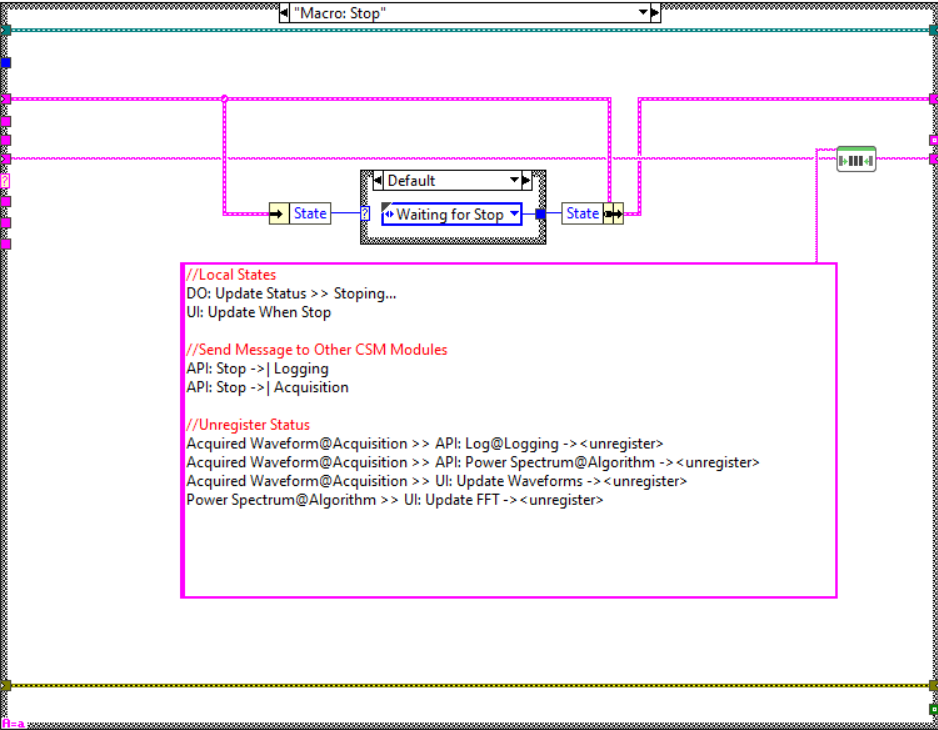 "Macro: Stop"
Default
State
?
Waiting for Stop
State
?
//Local States
DO: Update Status >> Stoping...
UI: Update When Stop
//Send Message to Other CSM Modules
API: Stop ->| Logging
API: Stop ->| Acquisition
//Unregister Status
Acquired Waveform@Acquisition >> API: Log@Logging -><unregister>
Acquired Waveform@Acquisition >> API: Power Spectrum@Algorithm -><unregister>
Acquired Waveform@Acquisition >> UI: Update Waveforms -><unregister>
Power Spectrum@Algorithm >> UI: Update FFT -><unregister>
A=a